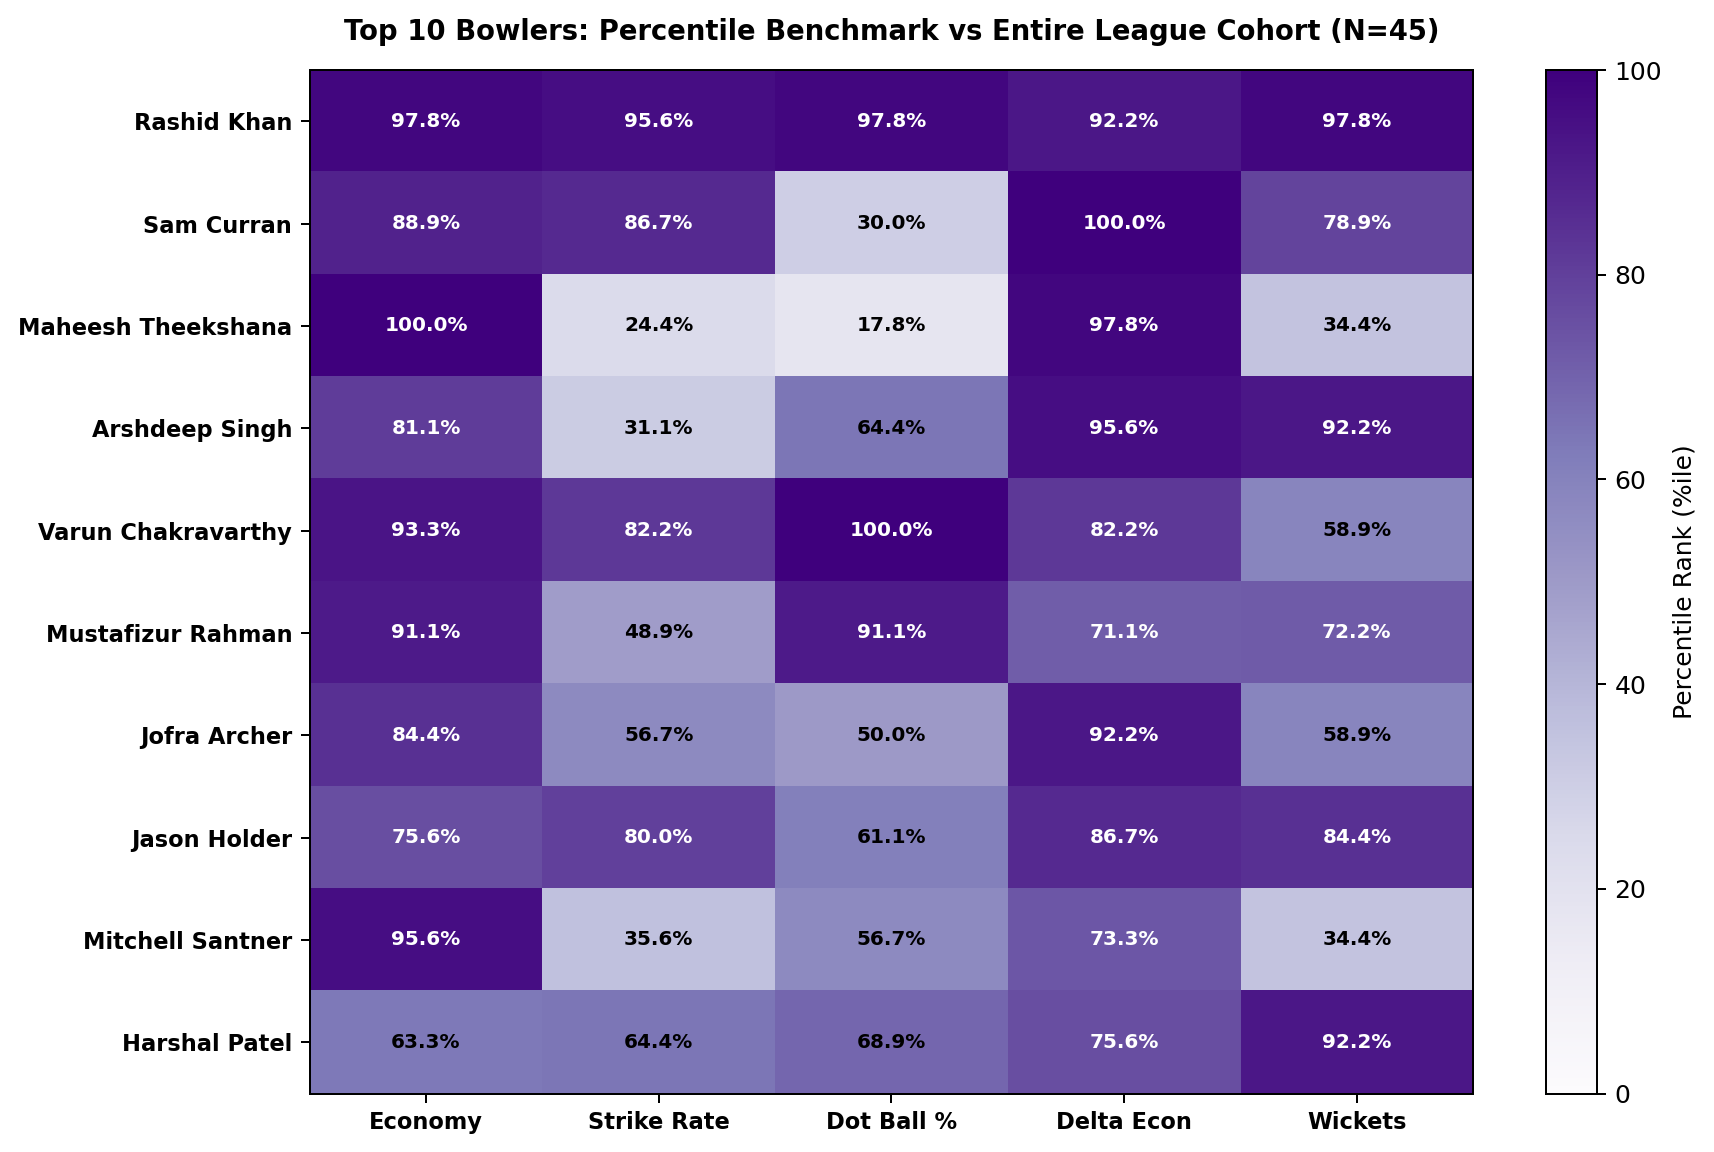 Top 10 Bowlers: Percentile Benchmark vs Entire League Cohort (N=45)
Rashid Khan 97.8% 95.6% 97.8% 92.2% 97.8%
Sam Curran 88.9% 86.7% 30.0% 100.0% 78.9%
Maheesh Theekshana 100.0% 24.4% 17.8% 97.8% 34.4%
Arshdeep Singh 81.1% 31.1% 64.4% 95.6% 92.2%
Varun Chakravarthy 93.3% 82.2% 100.0% 82.2% 58.9%
Mustafizur Rahman 91.1% 48.9% 91.1% 71.1% 72.2%
Jofra Archer 84.4% 56.7% 50.0% 92.2% 58.9%
Jason Holder 75.6% 80.0% 61.1% 86.7% 84.4%
Mitchell Santner 95.6% 35.6% 56.7% 73.3% 34.4%
Harshal Patel 63.3% 64.4% 68.9% 75.6% 92.2%
Economy Strike Rate Dot Ball % Delta Econ Wickets
100
80
60
40
20
0
Percentile Rank (%ile)